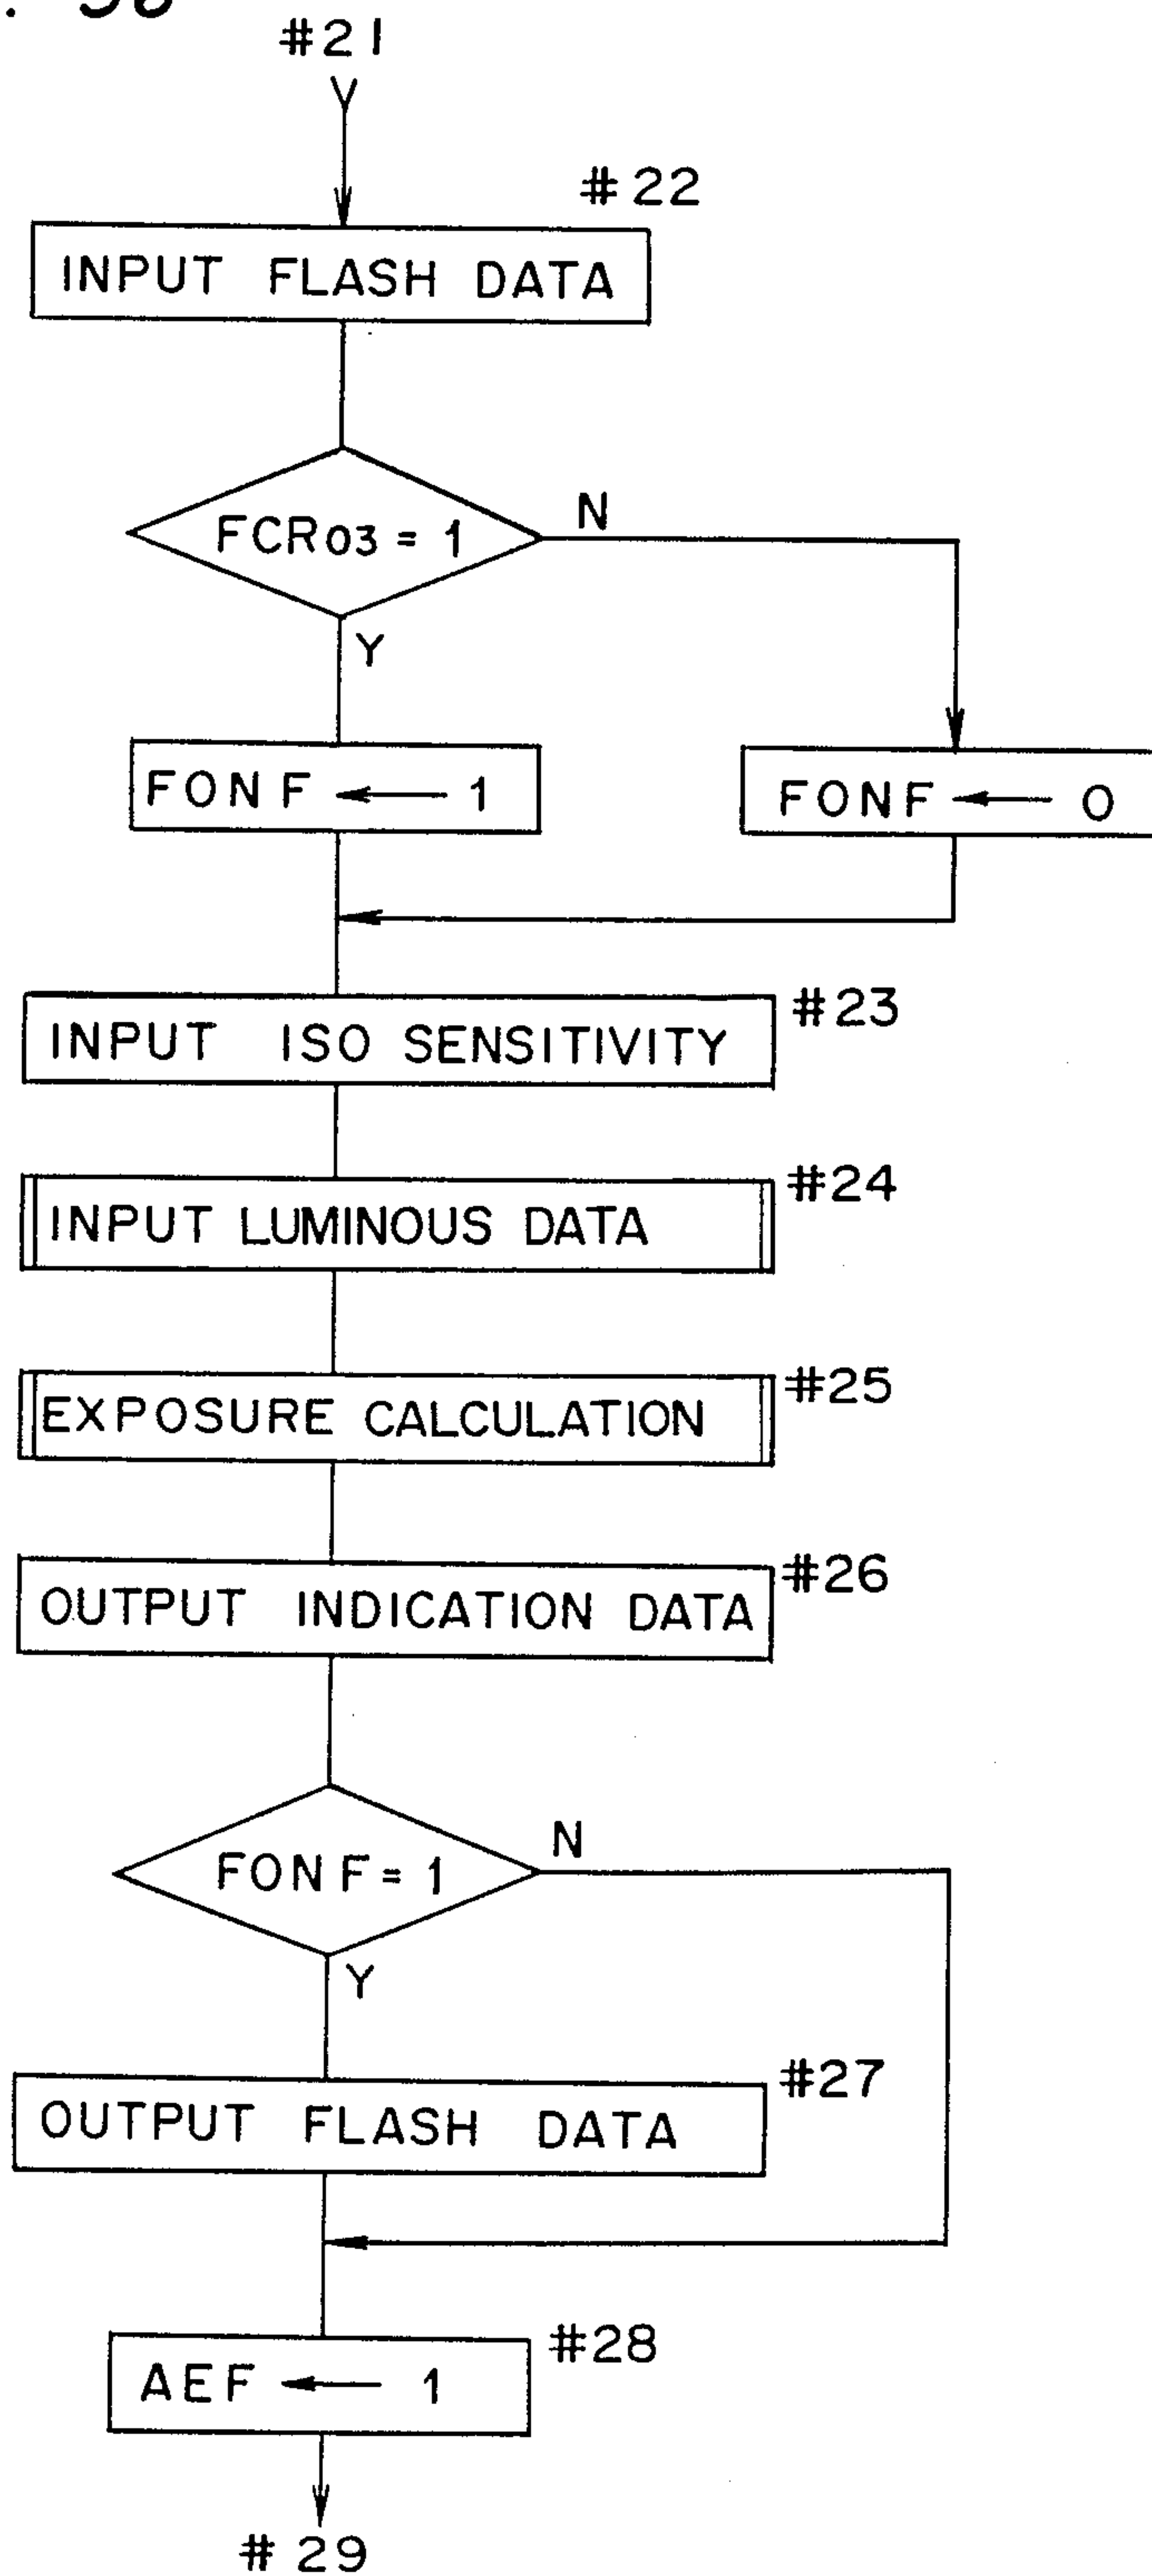 #21
#22
INPUT FLASH DATA
FCR03 = 1
N
Y
FONF ← 1
FONF ← 0
#23
INPUT ISO SENSITIVITY
#24
INPUT LUMINOUS DATA
#25
EXPOSURE CALCULATION
#26
OUTPUT INDICATION DATA
FONF = 1
N
Y
#27
OUTPUT FLASH DATA
#28
AEF ← 1
#29